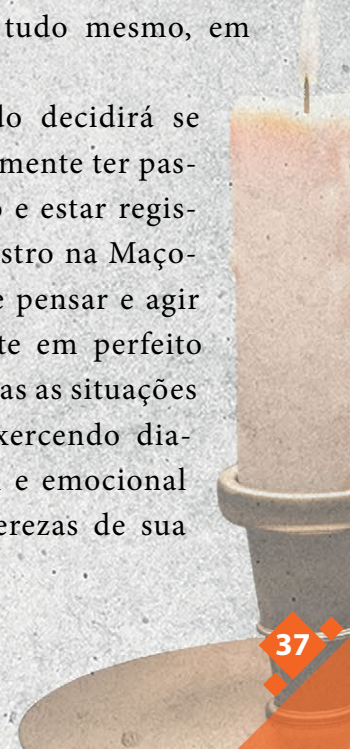 tudo mesmo, em
do decidirá se
mente ter pas-
o e estar regis-
stro na Maço-
e pensar e agir
te em perfeito
as as situações
xercendo dia-
e emocional
erezas de sua
37